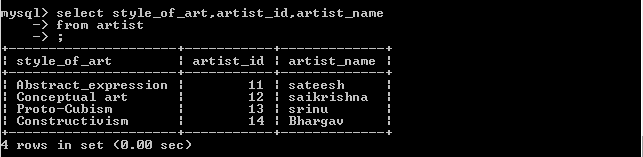 mysql> select style_of_art,artist_id,artist_name
-> from artist
-> ;
+-------------------------+-----------+-------------+
| style_of_art | artist_id | artist_name |
+-------------------------+-----------+-------------+
| Abstract_expression | 11 | sateesh |
| Conceptual art | 12 | saikrishna |
| Proto-Cubism | 13 | srinu |
| Constructivism | 14 | Bhargav |
+-------------------------+-----------+-------------+
4 rows in set (0.00 sec)